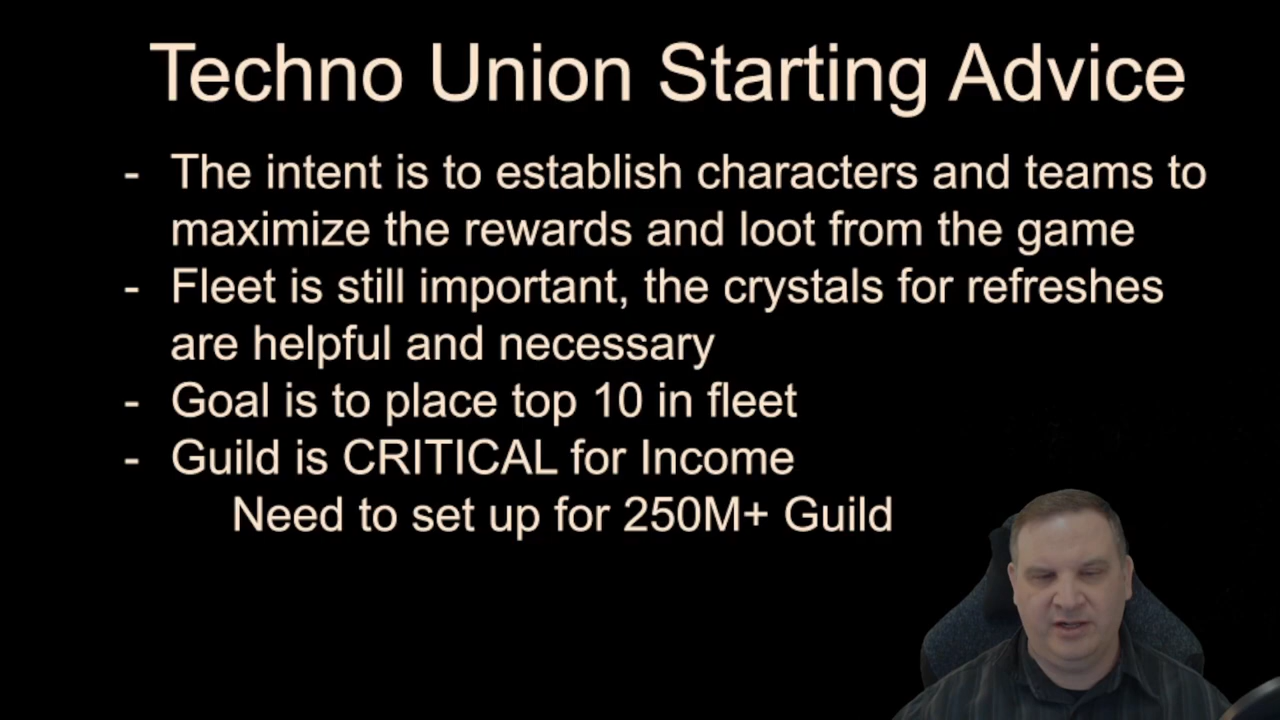 Techno Union Starting Advice
- The intent is to establish characters and teams to
maximize the rewards and loot from the game
- Fleet is still important, the crystals for refreshes
are helpful and necessary
- Goal is to place top 10 in fleet
- Guild is CRITICAL for Income
Need to set up for 250M+ Guild